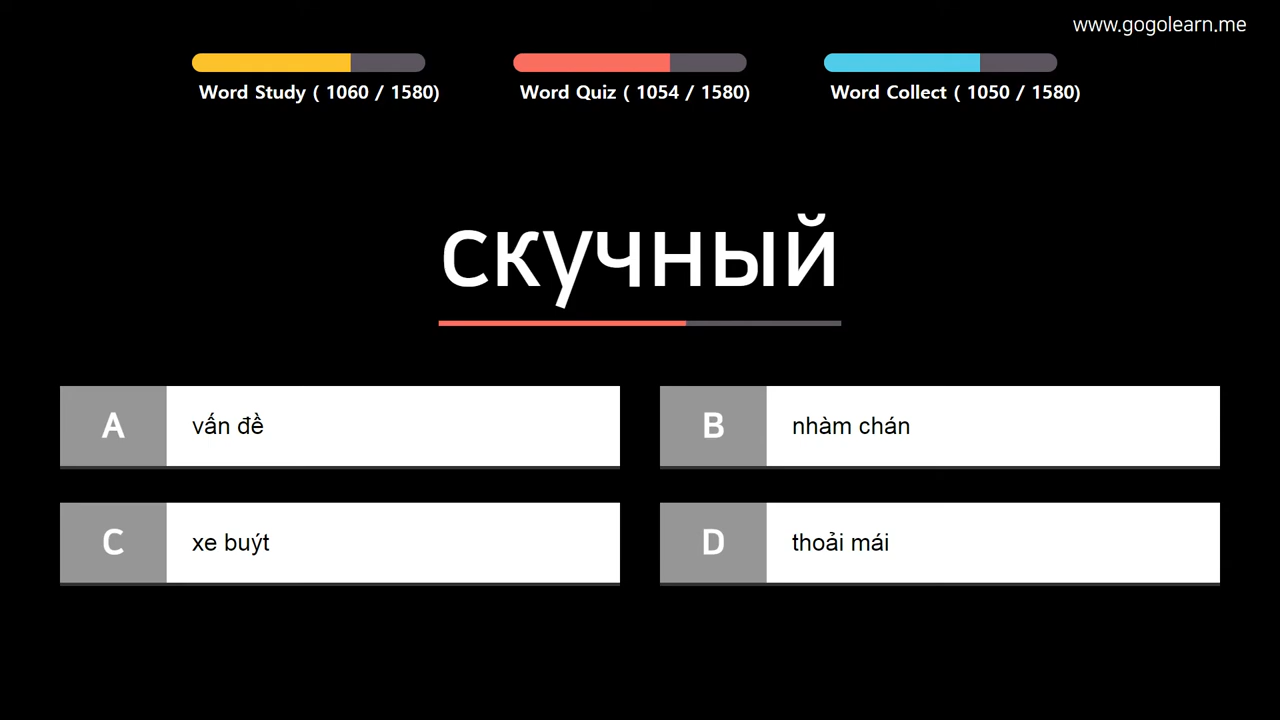 www.gogolearn.me
Word Study ( 1060 / 1580)
Word Quiz ( 1054 / 1580)
Word Collect ( 1050 / 1580)
скучный
A vấn đề
B nhàm chán
C xe buýt
D thoải mái